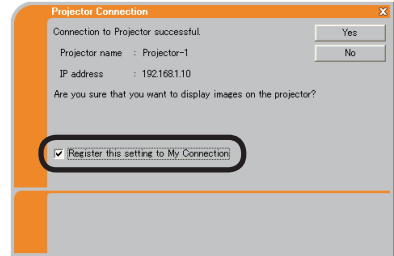 Projector Connection X
Connection to Projector successful. Yes
Projector name : Projector-1 No
IP address : 192.168.1.10
Are you sure that you want to display images on the projector?
Register this setting to My Connection